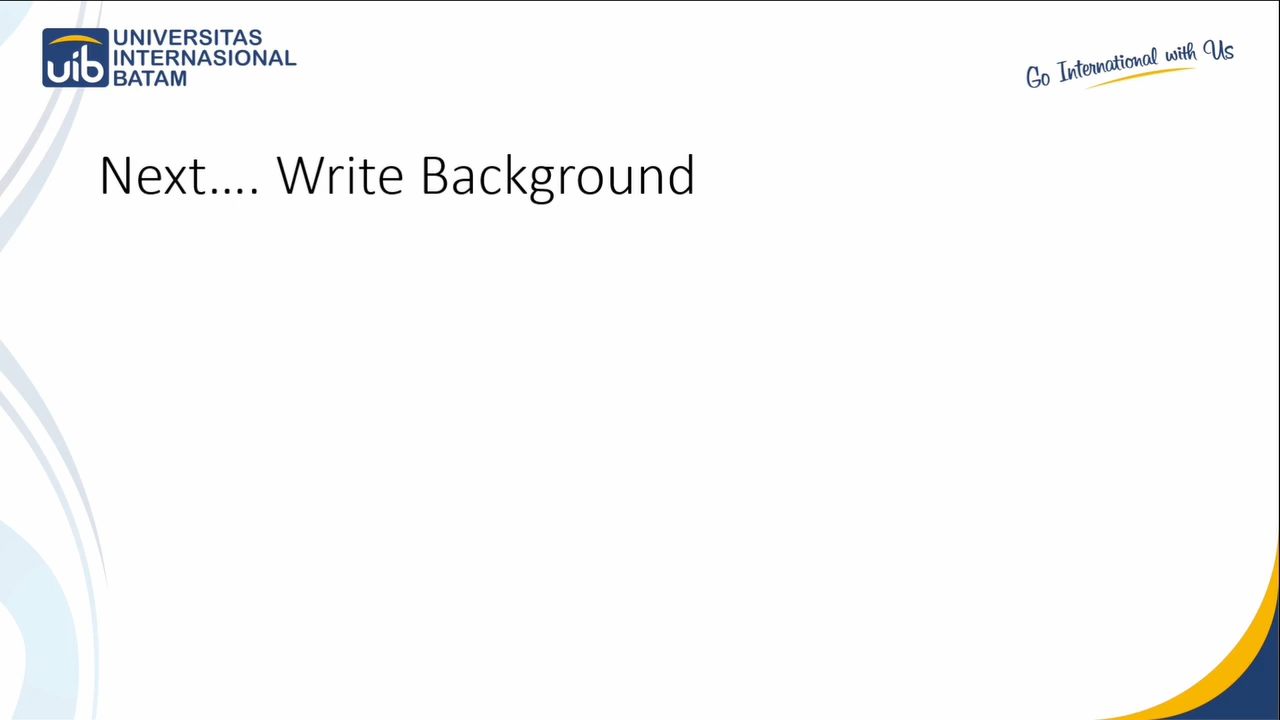 UNIVERSITAS
INTERNASIONAL
BATAM
uib
Go International with Us
Next.... Write Background